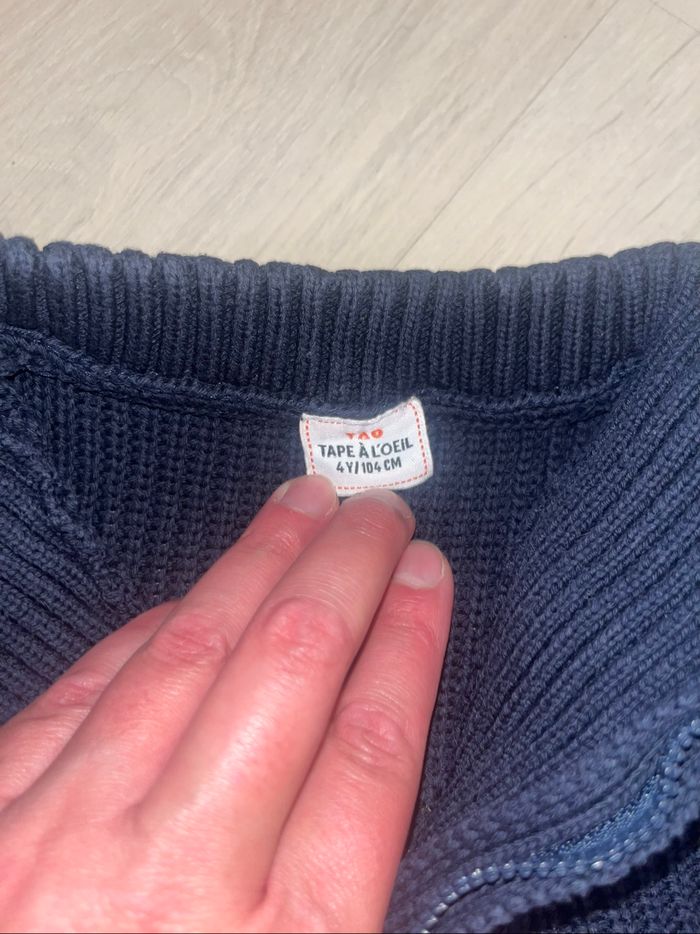 TAO
TAPE À L'OEIL
4Y/104 CM